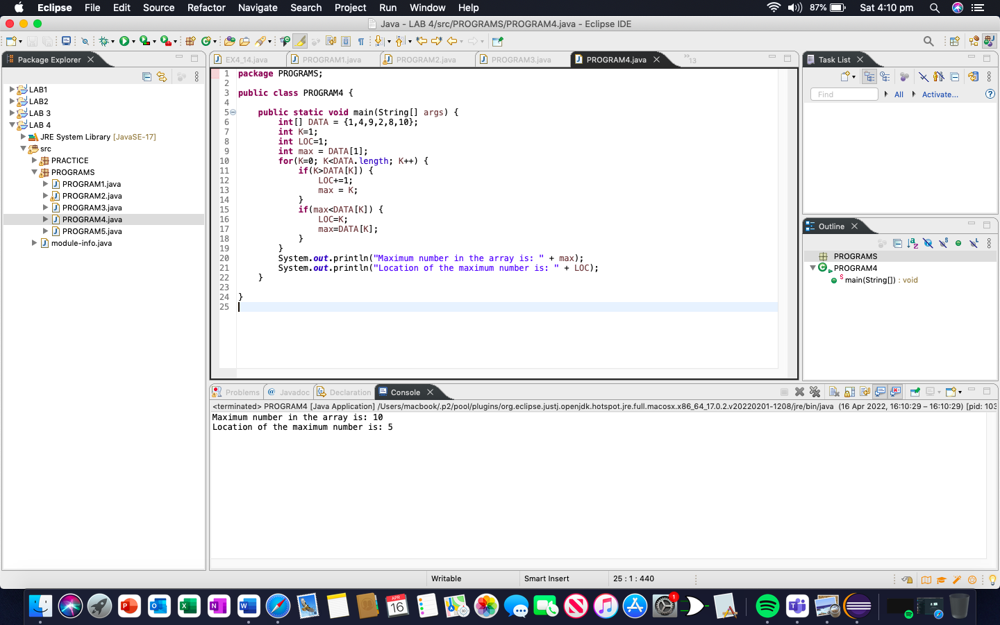 Eclipse File Edit Source Refactor Navigate Search Project Run Window Help 87% Sat 4:10 pm
Java - LAB 4/src/PROGRAMS/PROGRAM4.java - Eclipse IDE
Package Explorer
LAB1
LAB2
LAB 3
LAB 4
JRE System Library [JavaSE-17]
src
PRACTICE
PROGRAMS
PROGRAM1.java
PROGRAM2.java
PROGRAM3.java
PROGRAM4.java
PROGRAM5.java
module-info.java
EX4_14.java PROGRAM1.java PROGRAM2.java PROGRAM3.java PROGRAM4.java 13
1 package PROGRAMS;
2
3 public class PROGRAM4 {
4
5 public static void main(String[] args) {
6 int[] DATA = {1,4,9,2,8,10};
7 int K=1;
8 int LOC=1;
9 int max = DATA[1];
10 for(K=0; K<DATA.length; K++) {
11 if(K>DATA[K]) {
12 LOC+=1;
13 max = K;
14 }
15 if(max<DATA[K]) {
16 LOC=K;
17 max=DATA[K];
18 }
19 }
20 System.out.println("Maximum number in the array is: " + max);
21 System.out.println("Location of the maximum number is: " + LOC);
22 }
23
24 }
25
Task List
Find All Activate...
Outline
PROGRAMS
PROGRAM4
main(String[]) : void
Problems Javadoc Declaration Console
<terminated> PROGRAM4 [Java Application] /Users/macbook/.p2/pool/plugins/org.eclipse.justj.openjdk.hotspot.jre.full.macosx.x86_64_17.0.2.v20220201-1208/jre/bin/java (16 Apr 2022, 16:10:29 – 16:10:29) [pid: 103
Maximum number in the array is: 10
Location of the maximum number is: 5
Writable Smart Insert 25 : 1 : 440
APR
16
1